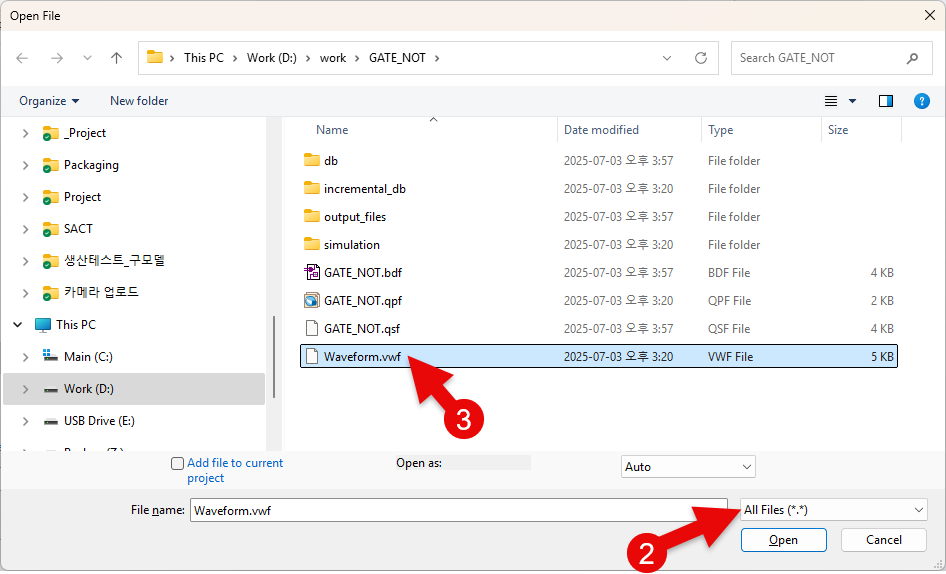 Open File
This PC Work (D:) work GATE_NOT
Search GATE_NOT
Organize New folder
?
Name Date modified Type Size
_Project
Packaging
Project
SACT
생산테스트_구모델
카메라 업로드
This PC
Main (C:)
Work (D:)
USB Drive (E:)
db 2025-07-03 오후 3:57 File folder
incremental_db 2025-07-03 오후 3:20 File folder
output_files 2025-07-03 오후 3:57 File folder
simulation 2025-07-03 오후 3:20 File folder
GATE_NOT.bdf 2025-07-03 오후 3:57 BDF File 4 KB
GATE_NOT.qpf 2025-07-03 오후 3:20 QPF File 2 KB
GATE_NOT.qsf 2025-07-03 오후 3:57 QSF File 4 KB
Waveform.vwf 2025-07-03 오후 3:20 VWF File 5 KB
3
Add file to current
project
Open as:
Auto
File name: Waveform.vwf
All Files (*.*)
2
Open
Cancel